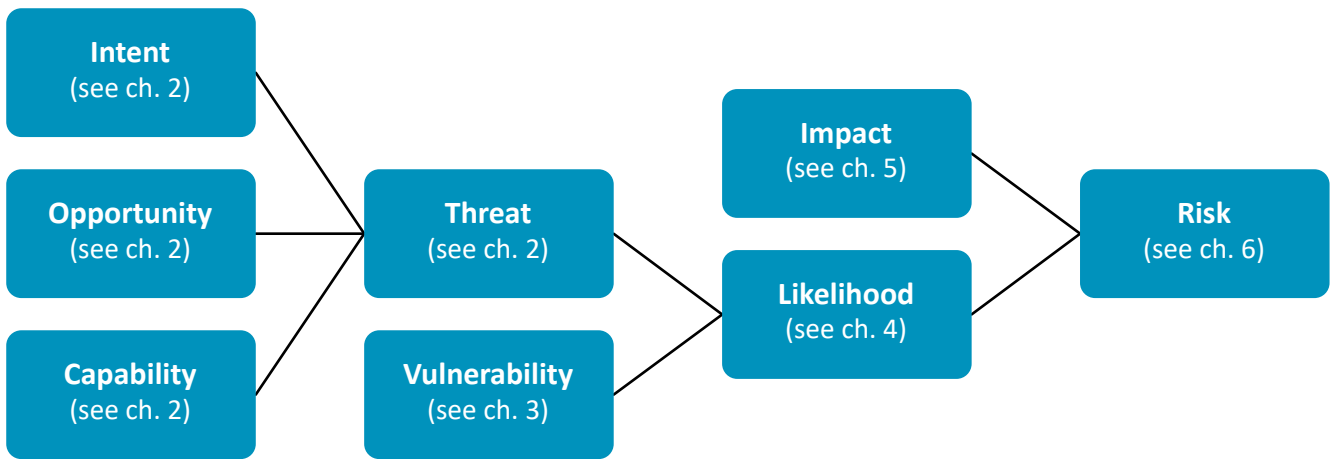 Intent
(see ch. 2)
Opportunity
(see ch. 2)
Capability
(see ch. 2)
Threat
(see ch. 2)
Vulnerability
(see ch. 3)
Impact
(see ch. 5)
Likelihood
(see ch. 4)
Risk
(see ch. 6)